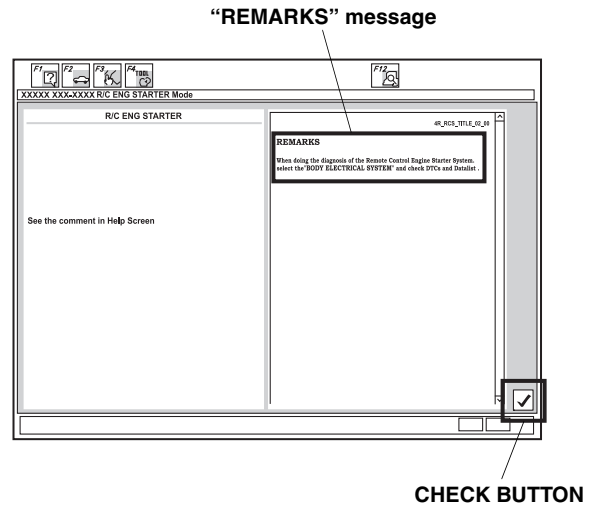 “REMARKS” message
F1 F2 F3 F4 TOOL F12
XXXXX XXX-XXXX R/C ENG STARTER Mode
R/C ENG STARTER
See the comment in Help Screen
4R_RCS_TITLE_02_00
REMARKS
When doing the diagnosis of the Remote Control Engine Starter System.
select the"BODY ELECTRICAL SYSTEM" and check DTCs and Datalist .
CHECK BUTTON